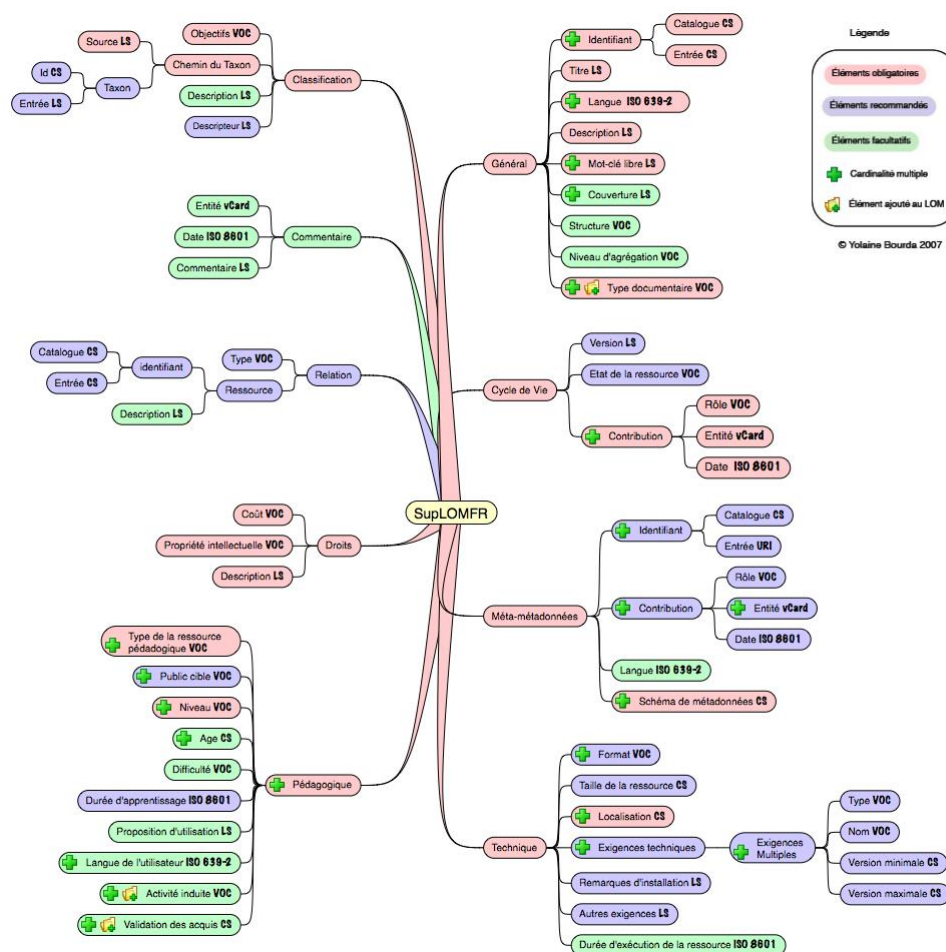 Objectifs VOC
Source LS
Chemin du Taxon
Id CS
Taxon
Entrée LS
Description LS
Descripteur LS
Classification
Entité vCard
Date ISO 8601
Commentaire LS
Commentaire
Catalogue CS
identifiant
Entrée CS
Type VOC
Ressource
Description LS
Relation
Coût VOC
Propriété intellectuelle VOC
Description LS
Droits
Type de la ressource
pédadogique VOC
Public cible VOC
Niveau VOC
Age CS
Difficulté VOC
Durée d'apprentissage ISO 8601
Proposition d'utilisation LS
Langue de l'utilisateur ISO 639-2
Activité induite VOC
Validation des acquis CS
Pédagogique
SupLOMFR
Général
Identifiant
Catalogue CS
Entrée CS
Titre LS
Langue ISO 639-2
Description LS
Mot-clé libre LS
Couverture LS
Structure VOC
Niveau d'agrégation VOC
Type documentaire VOC
Cycle de Vie
Version LS
Etat de la ressource VOC
Contribution
Rôle VOC
Entité vCard
Date ISO 8601
Méta-métadonnées
Identifiant
Catalogue CS
Entrée URI
Contribution
Rôle VOC
Entité vCard
Date ISO 8601
Langue ISO 639-2
Schéma de métadonnées CS
Technique
Format VOC
Taille de la ressource CS
Localisation CS
Exigences techniques
Exigences
Multiples
Type VOC
Nom VOC
Version minimale CS
Version maximale CS
Remarques d'installation LS
Autres exigences LS
Durée d'exécution de la ressource ISO 8601
Légende
Éléments obligatoires
Éléments recommandés
Éléments facultatifs
Cardinalité multiple
Élément ajouté au LOM
© Yolaine Bourda 2007